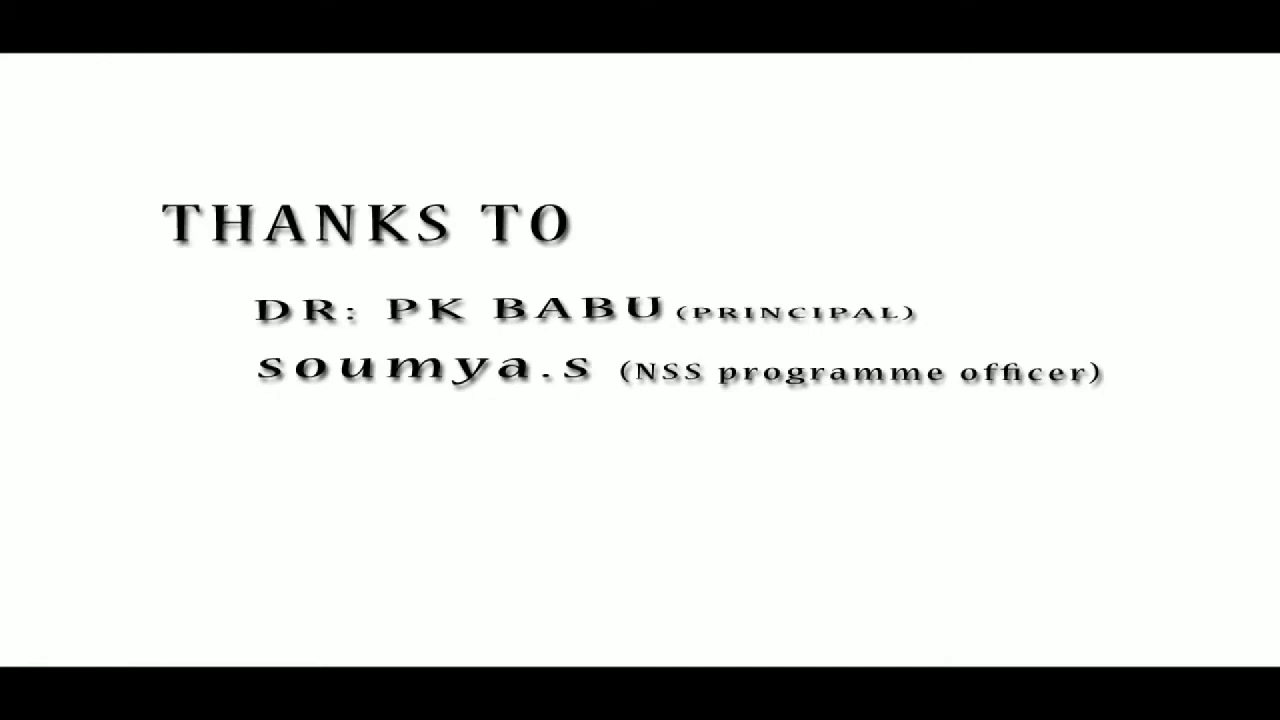 THANKS TO
DR: PK BABU (PRINCIPAL)
soumya.s (NSS programme officer)